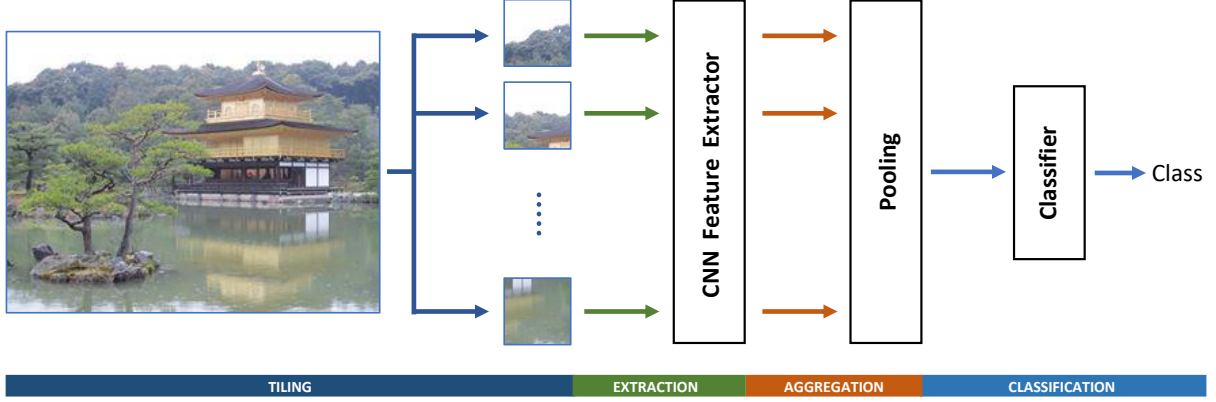 CNN Feature Extractor
Pooling
Classifier
Class
TILING
EXTRACTION
AGGREGATION
CLASSIFICATION